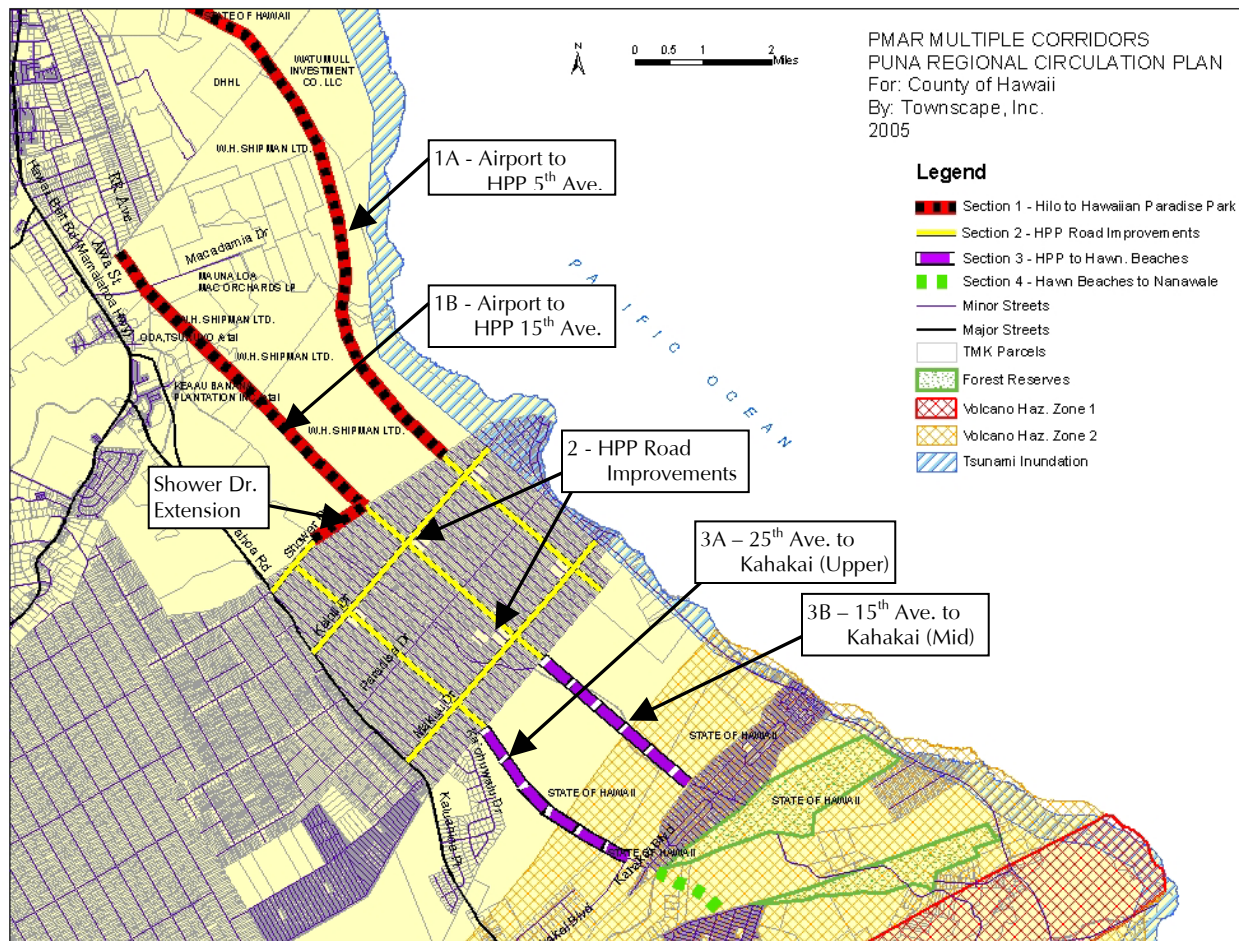 PMAR MULTIPLE CORRIDORS
PUNA REGIONAL CIRCULATION PLAN
For: County of Hawaii
By: Townscape, Inc.
2005
N
0 0.5 1 2
Miles
Legend
Section 1 - Hilo to Hawaiian Paradise Park
Section 2 - HPP Road Improvements
Section 3 - HPP to Hawn. Beaches
Section 4 - Hawn Beaches to Nanawale
Minor Streets
Major Streets
TMK Parcels
Forest Reserves
Volcano Haz. Zone 1
Volcano Haz. Zone 2
Tsunami Inundation
STATE OF HAWAII
WATUMULL
INVESTMENT
CO. LLC
DHHL
W.H. SHIPMAN LTD.
1A - Airport to
HPP 5th Ave.
RR Ave
Awa St
Macadamia Dr
MAUNA LOA
MAC ORCHARDS LP
PACIFIC OCEAN
1B - Airport to
HPP 15th Ave.
W.H. SHIPMAN LTD.
W.H. SHIPMAN LTD.
KEAAU BANANA
PLANTATION INC
W.H. SHIPMAN LTD.
2 - HPP Road
Improvements
Shower Dr.
Extension
Shower Dr
3A – 25th Ave. to
Kahakai (Upper)
3B – 15th Ave. to
Kahakai (Mid)
Paradise Dr
Makuu Dr
STATE OF HAWAII
STATE OF HAWAII
STATE OF HAWAII
STATE OF HAWAII